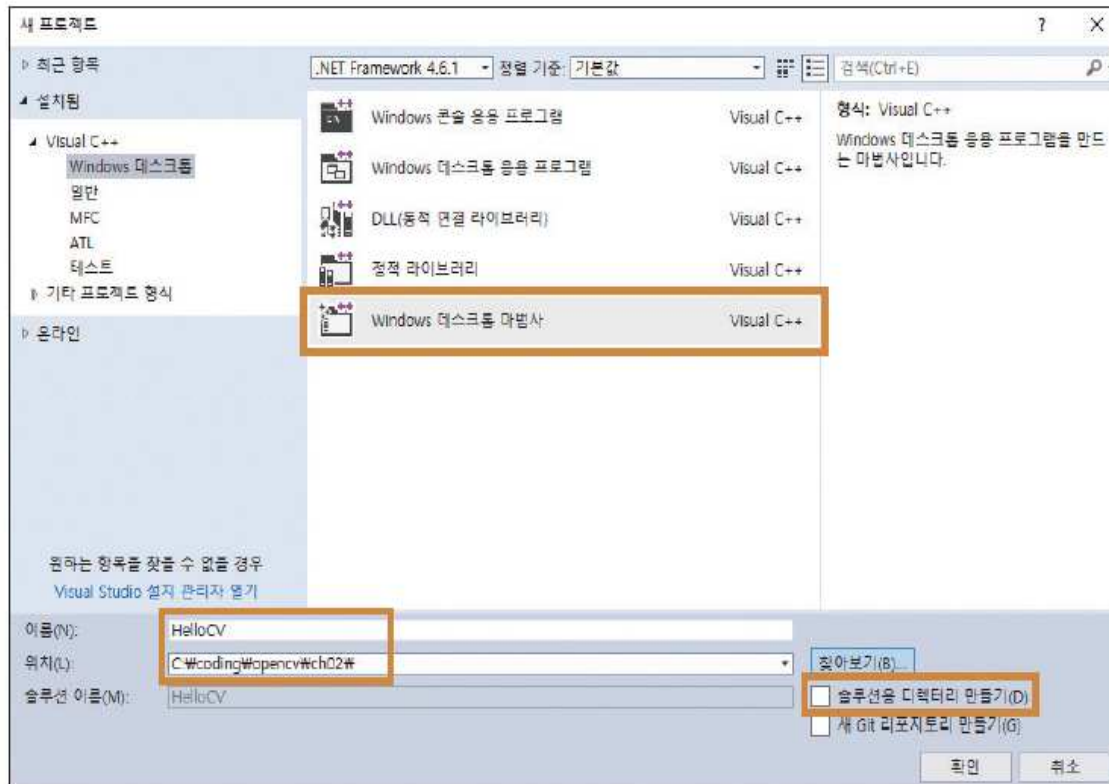 새 프로젝트
? X
최근 항목
.NET Framework 4.6.1 정렬 기준: 기본값
검색(Ctrl+E)
설치됨
Visual C++
Windows 데스크톱
일반
MFC
ATL
테스트
기타 프로젝트 형식
온라인
Windows 콘솔 응용 프로그램 Visual C++
Windows 데스크톱 응용 프로그램 Visual C++
DLL(동적 연결 라이브러리) Visual C++
정적 라이브러리 Visual C++
Windows 데스크톱 마법사 Visual C++
형식: Visual C++
Windows 데스크톱 응용 프로그램을 만드
는 마법사입니다.
원하는 항목을 찾을 수 없을 경우
Visual Studio 설치 관리자 열기
이름(N): HelloCV
위치(L): C:₩coding₩opencv₩ch02₩
찾아보기(B)...
솔루션 이름(M): HelloCV
솔루션용 디렉터리 만들기(D)
새 Git 리포지토리 만들기(G)
확인 취소